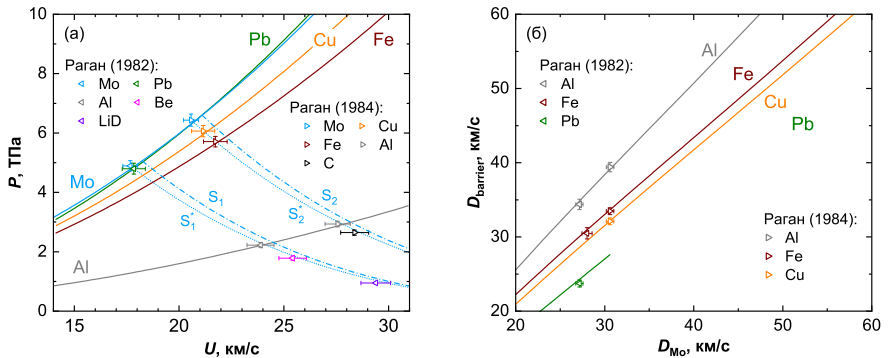 (а)
Pb
Cu
Fe
Раган (1982):
Mo
Pb
Al
Be
LiD
Раган (1984):
Mo
Cu
Fe
Al
C
Mo
Al
S1
S1*
S2
S2*
P, ТПа
10
8
6
4
2
0
15
20
25
30
U, км/с
(б)
Раган (1982):
Al
Fe
Pb
Al
Fe
Cu
Pb
Раган (1984):
Al
Fe
Cu
Dbarrier, км/с
60
50
40
30
20
20
30
40
50
60
DMo, км/с